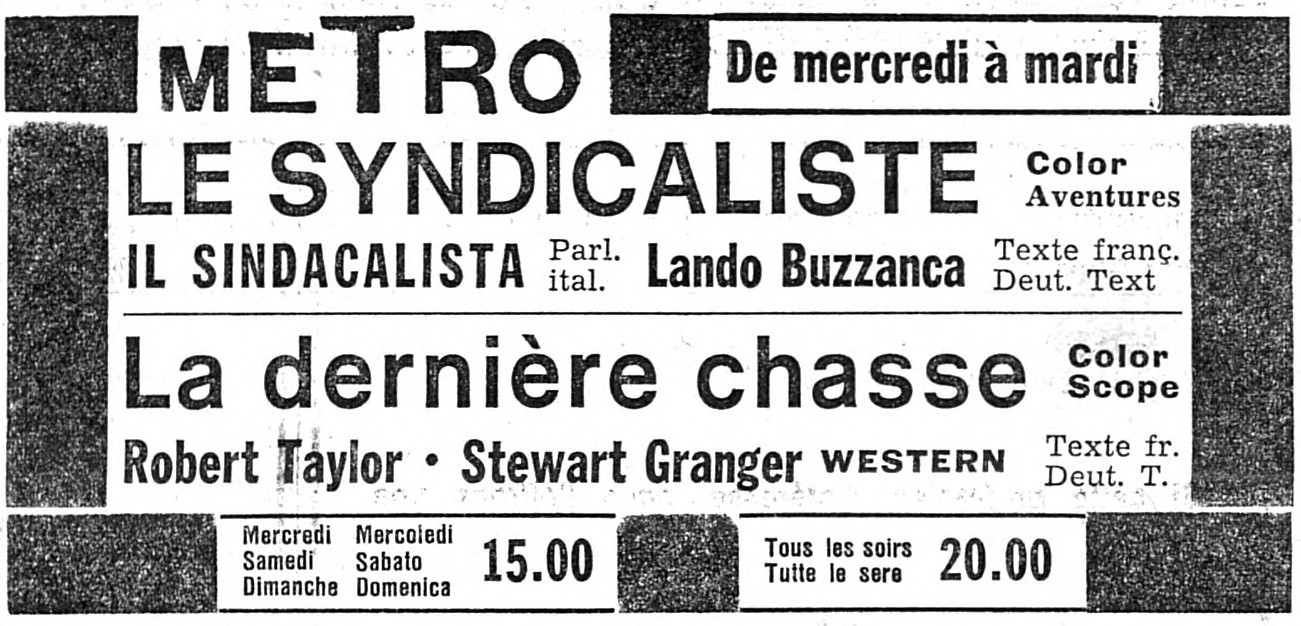 METRO
De mercredi à mardi
LE SYNDICALISTE
Color
Aventures
IL SINDACALISTA
Parl.
ital.
Lando Buzzanca
Texte franç.
Deut. Text
La dernière chasse
Color
Scope
Robert Taylor • Stewart Granger WESTERN
Texte fr.
Deut. T.
Mercredi Mercoledi
Samedi Sabato
Dimanche Domenica
15.00
Tous les soirs
Tutte le sere
20.00